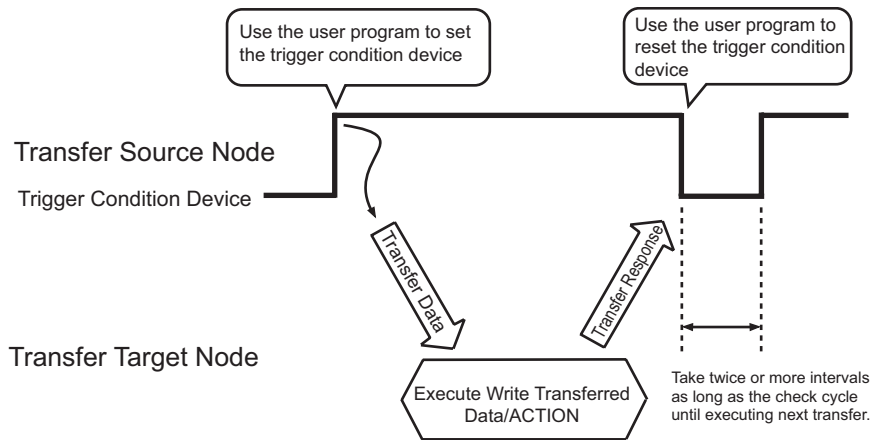 Use the user program to set
the trigger condition device
Use the user program to
reset the trigger condition
device
Transfer Source Node
Trigger Condition Device
Transfer Data
Transfer Response
Transfer Target Node
Execute Write Transferred
Data/ACTION
Take twice or more intervals
as long as the check cycle
until executing next transfer.